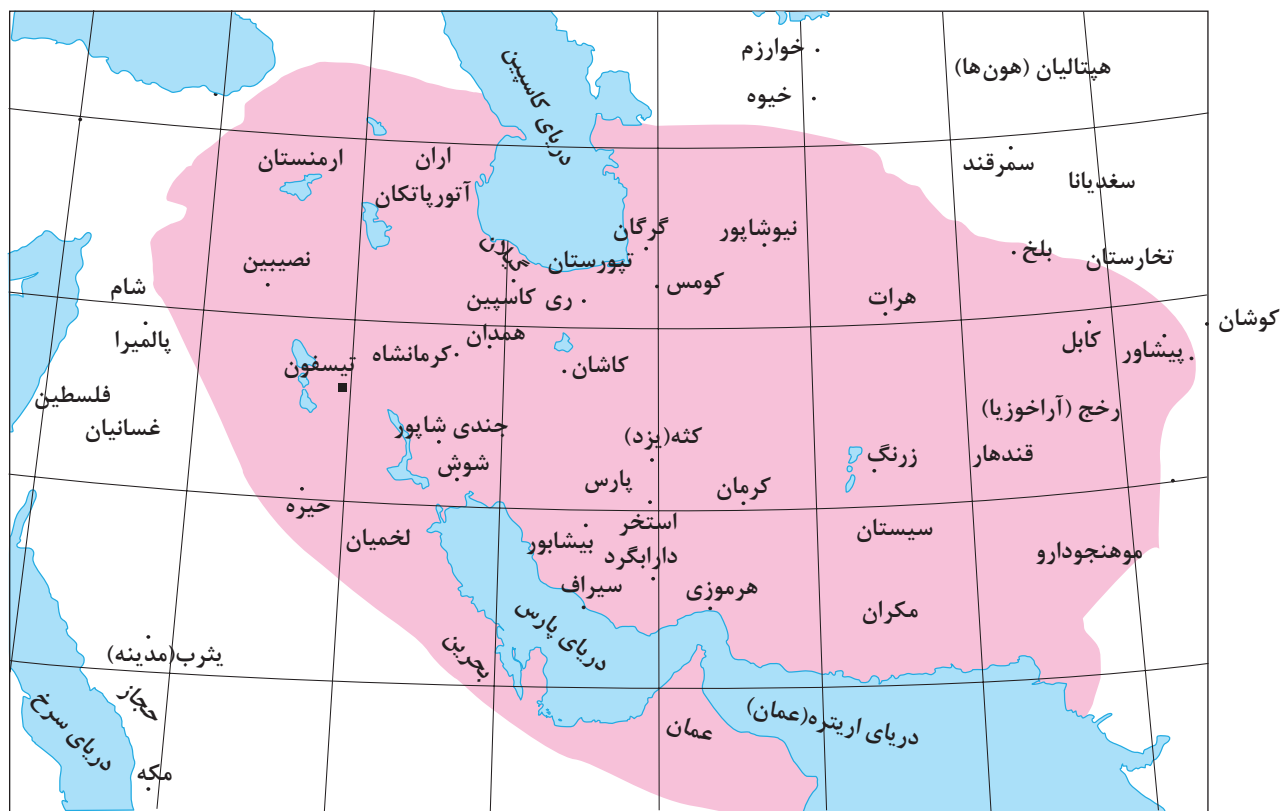 خوارزم
هپتالیان (هون‌ها)
خیوه
دریای کاسپین
ارمنستان
اران
سمرقند
سغدیانا
آتورپاتکان
نیوشاپور
گرگان
گیلان
تپورستان
بلخ
تخارستان
نصیبین
کومس
شام
ری
کاسپین
هرات
کوشان
پالمیرا
همدان
کابل
پیشاور
کرمانشاه
تیسفون
کاشان
فلسطین
رخج (آراخوزیا)
غسانیان
جندی شاپور
کثه(یزد)
زرنگ
قندهار
شوش
پارس
کرمان
حیره
استخر
سیستان
لخمیان
بیشابور
دارابگرد
موهنجودارو
سیراف
هرموزی
مکران
دریای پارس
بحرین
یثرب(مدینه)
حجاز
دریای سرخ
عمان
دریای اریتره(عمان)
مکه